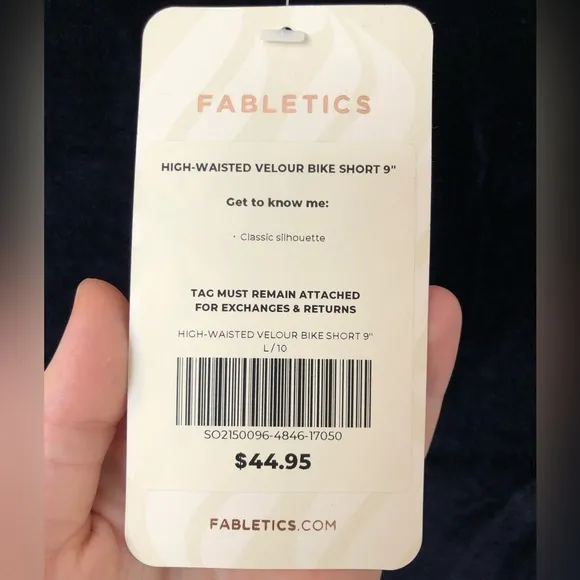 FABLETICS
HIGH-WAISTED VELOUR BIKE SHORT 9"
Get to know me:
• Classic silhouette
TAG MUST REMAIN ATTACHED
FOR EXCHANGES & RETURNS
HIGH-WAISTED VELOUR BIKE SHORT 9"
L / 10
SO2150096-4846-17050
$44.95
FABLETICS.COM